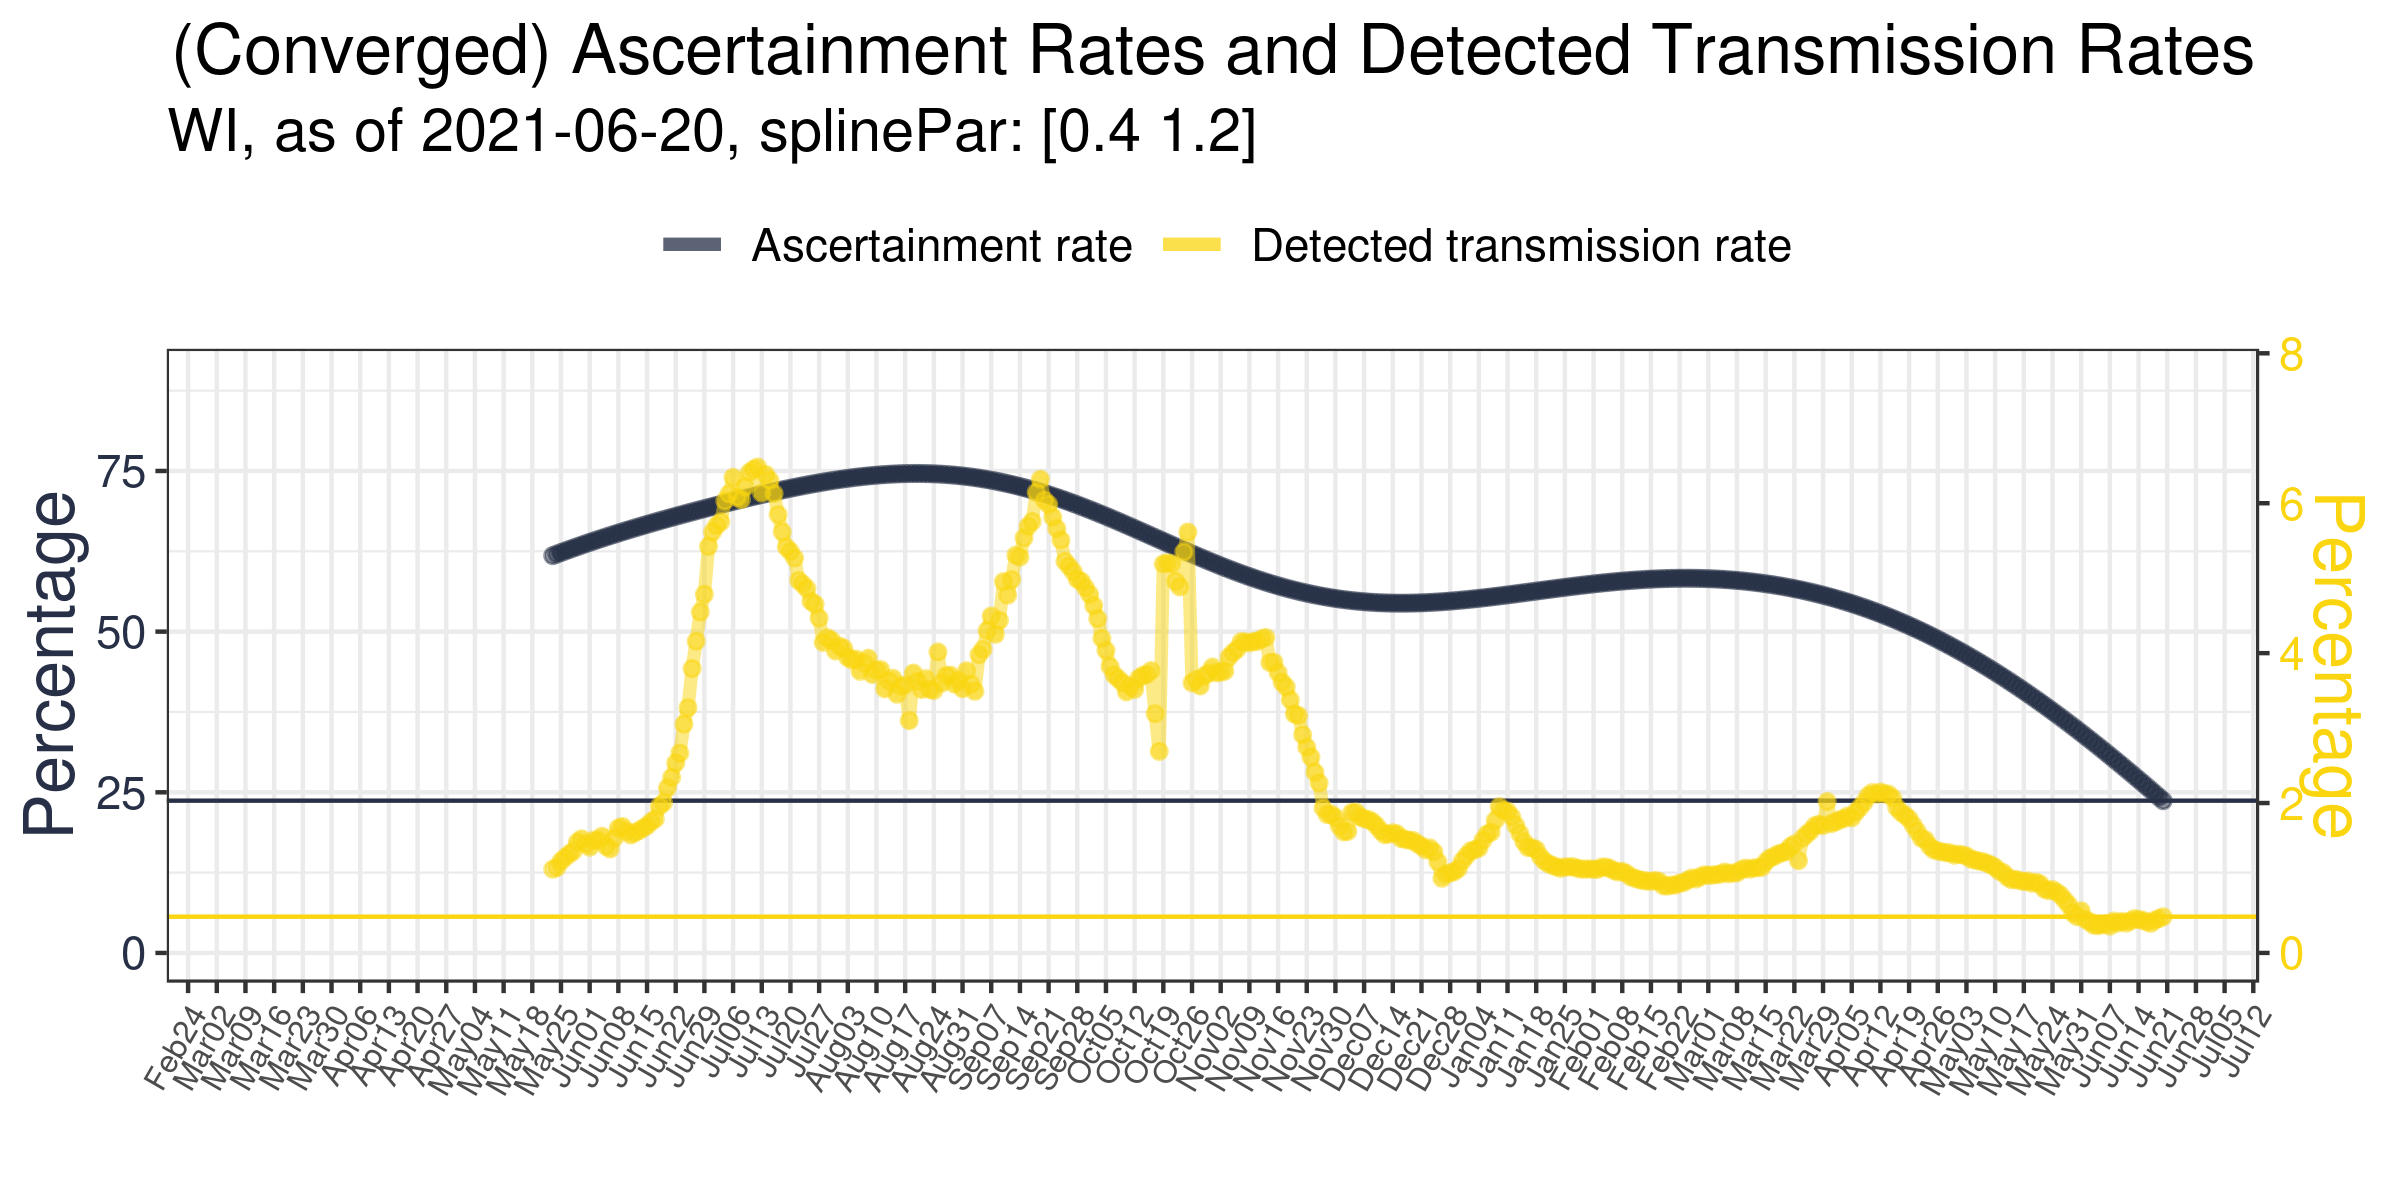 (Converged) Ascertainment Rates and Detected Transmission Rates
WI, as of 2021-06-20, splinePar: [0.4 1.2]
Ascertainment rate
Detected transmission rate
Percentage
75
50
25
0
8
6
4
2
0
Percentage
Feb24
Mar02
Mar09
Mar16
Mar23
Mar30
Apr06
Apr13
Apr20
Apr27
May04
May11
May18
May25
Jun01
Jun08
Jun15
Jun22
Jun29
Jul06
Jul13
Jul20
Jul27
Aug03
Aug10
Aug17
Aug24
Aug31
Sep07
Sep14
Sep21
Sep28
Oct05
Oct12
Oct19
Oct26
Nov02
Nov09
Nov16
Nov23
Nov30
Dec07
Dec14
Dec21
Dec28
Jan04
Jan11
Jan18
Jan25
Feb01
Feb08
Feb15
Feb22
Mar01
Mar08
Mar15
Mar22
Mar29
Apr05
Apr12
Apr19
Apr26
May03
May10
May17
May24
May31
Jun07
Jun14
Jun21
Jun28
Jul05
Jul12